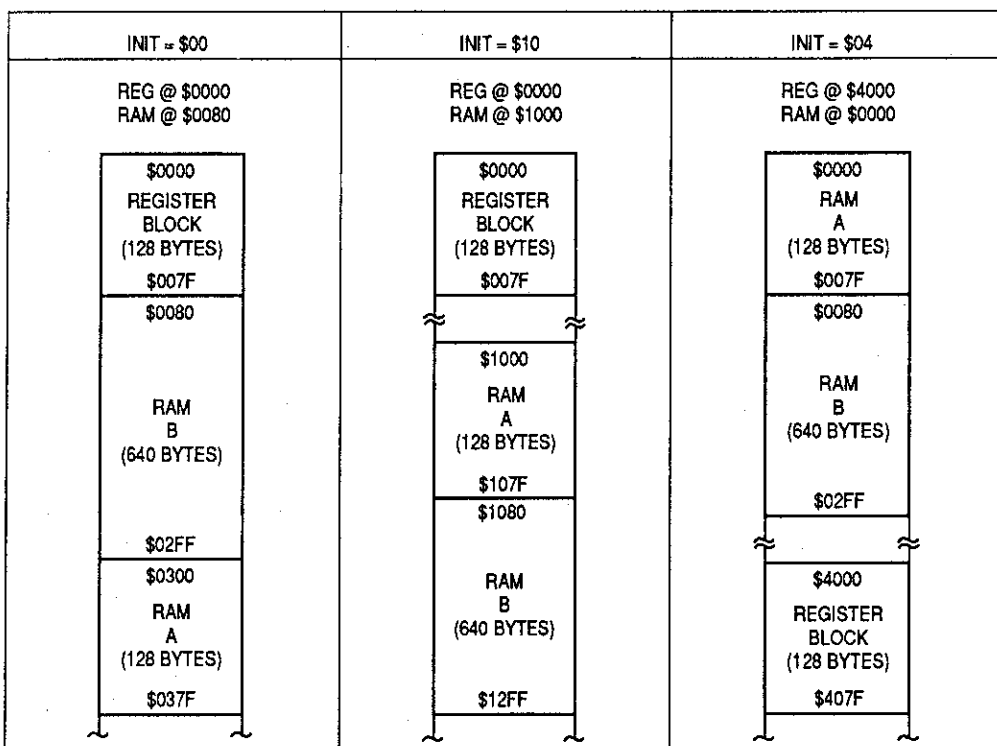 INIT = $00
REG @ $0000
RAM @ $0080
$0000
REGISTER
BLOCK
(128 BYTES)
$007F
$0080
RAM
B
(640 BYTES)
$02FF
$0300
RAM
A
(128 BYTES)
$037F
INIT = $10
REG @ $0000
RAM @ $1000
$0000
REGISTER
BLOCK
(128 BYTES)
$007F
$1000
RAM
A
(128 BYTES)
$107F
$1080
RAM
B
(640 BYTES)
$12FF
INIT = $04
REG @ $4000
RAM @ $0000
$0000
RAM
A
(128 BYTES)
$007F
$0080
RAM
B
(640 BYTES)
$02FF
$4000
REGISTER
BLOCK
(128 BYTES)
$407F